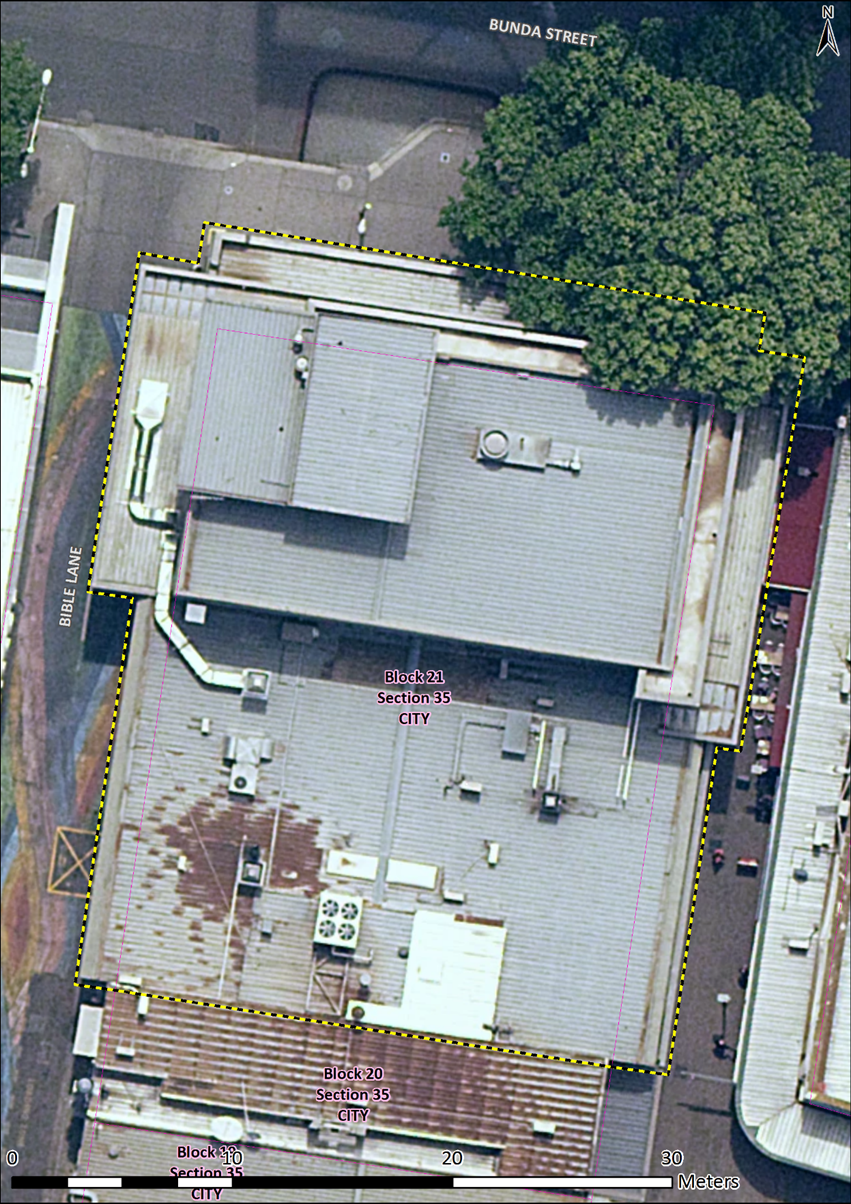 BUNDA STREET
N
BIBLE LANE
Block 21
Section 35
CITY
Block 20
Section 35
CITY
Block
Section 35
CITY
0 10 20 30 Meters